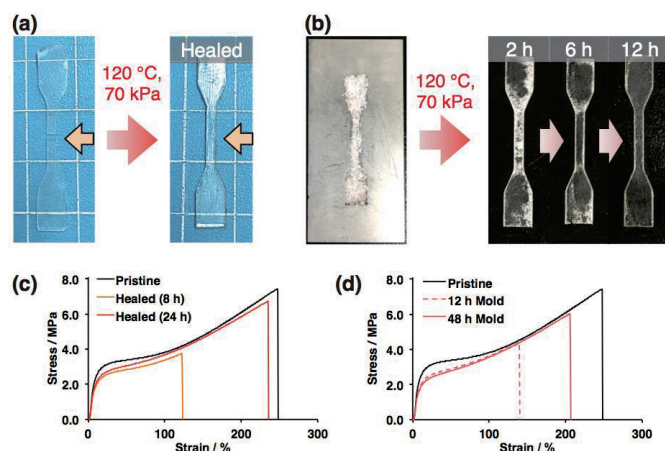 (a)
Healed
120 °C,
70 kPa
(b)
120 °C,
70 kPa
2 h
6 h
12 h
(c)
Pristine
Healed (8 h)
Healed (24 h)
Stress / MPa
8.0
6.0
4.0
2.0
0.0
0
100
200
300
Strain / %
(d)
Pristine
12 h Mold
48 h Mold
Stress / MPa
8.0
6.0
4.0
2.0
0.0
0
100
200
300
Strain / %